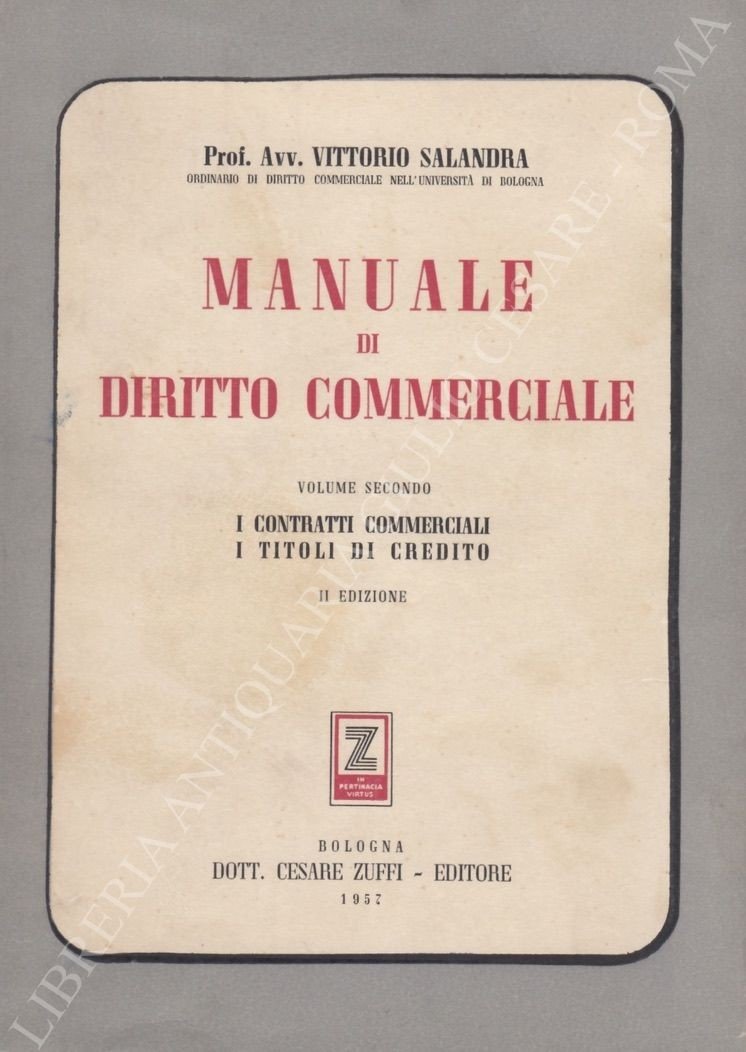 Prof. Avv. VITTORIO SALANDRA
ORDINARIO DI DIRITTO COMMERCIALE NELL'UNIVERSITÀ DI BOLOGNA
MANUALE
DI
DIRITTO COMMERCIALE
VOLUME SECONDO
I CONTRATTI COMMERCIALI
I TITOLI DI CREDITO
II EDIZIONE
Z
IN
PERTINACIA
VIRTUS
BOLOGNA
DOTT. CESARE ZUFFI - EDITORE
1957
LIBRERIA ANTIQUARIA GIULIO CESARE - ROMA